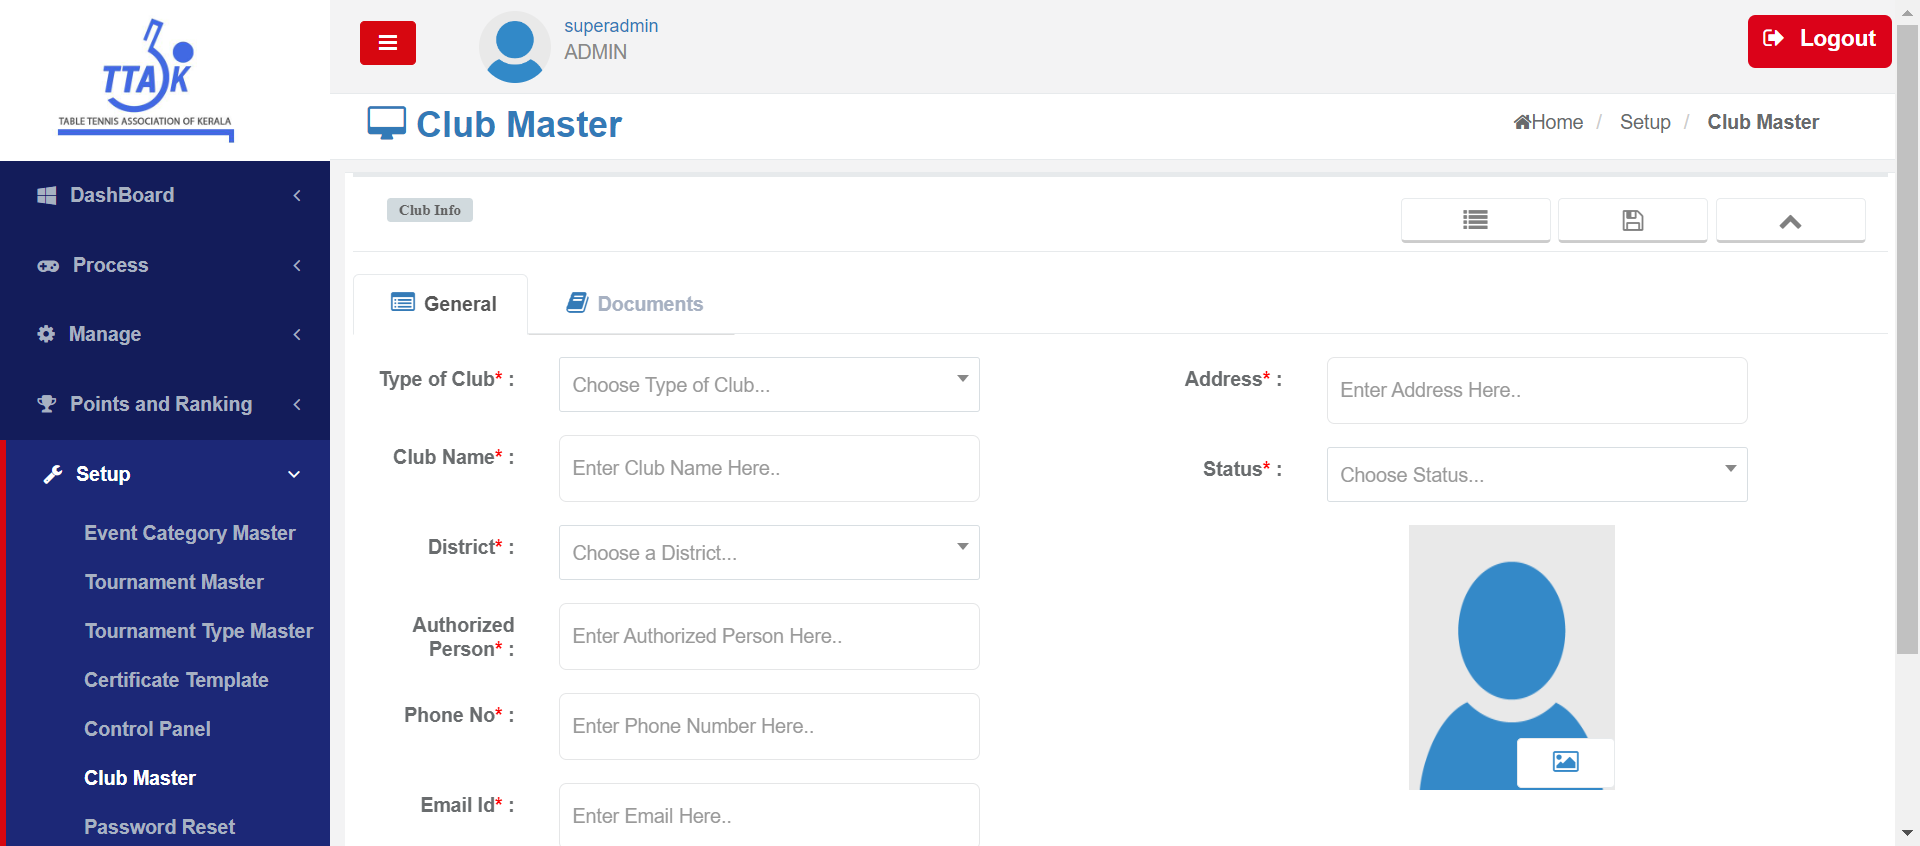 TTAK
TABLE TENNIS ASSOCIATION OF KERALA
superadmin
ADMIN
Logout
Club Master
Home / Setup / Club Master
DashBoard
Process
Manage
Points and Ranking
Setup
Event Category Master
Tournament Master
Tournament Type Master
Certificate Template
Control Panel
Club Master
Password Reset
Club Info
General
Documents
Type of Club* :
Choose Type of Club...
Club Name* :
Enter Club Name Here..
District* :
Choose a District...
Authorized
Person* :
Enter Authorized Person Here..
Phone No* :
Enter Phone Number Here..
Email Id* :
Enter Email Here..
Address* :
Enter Address Here..
Status* :
Choose Status...